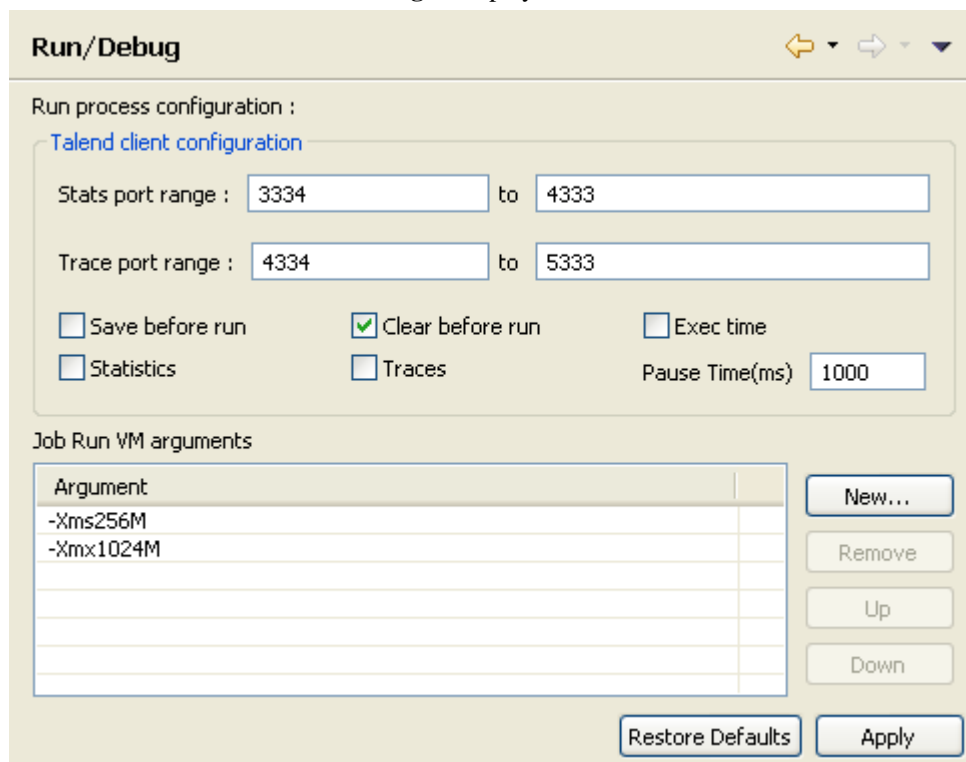 Run/Debug
Run process configuration :
Talend client configuration
Stats port range : 3334 to 4333
Trace port range : 4334 to 5333
Save before run Clear before run Exec time
Statistics Traces Pause Time(ms) 1000
Job Run VM arguments
Argument
New...
-Xms256M
-Xmx1024M
Remove
Up
Down
Restore Defaults Apply